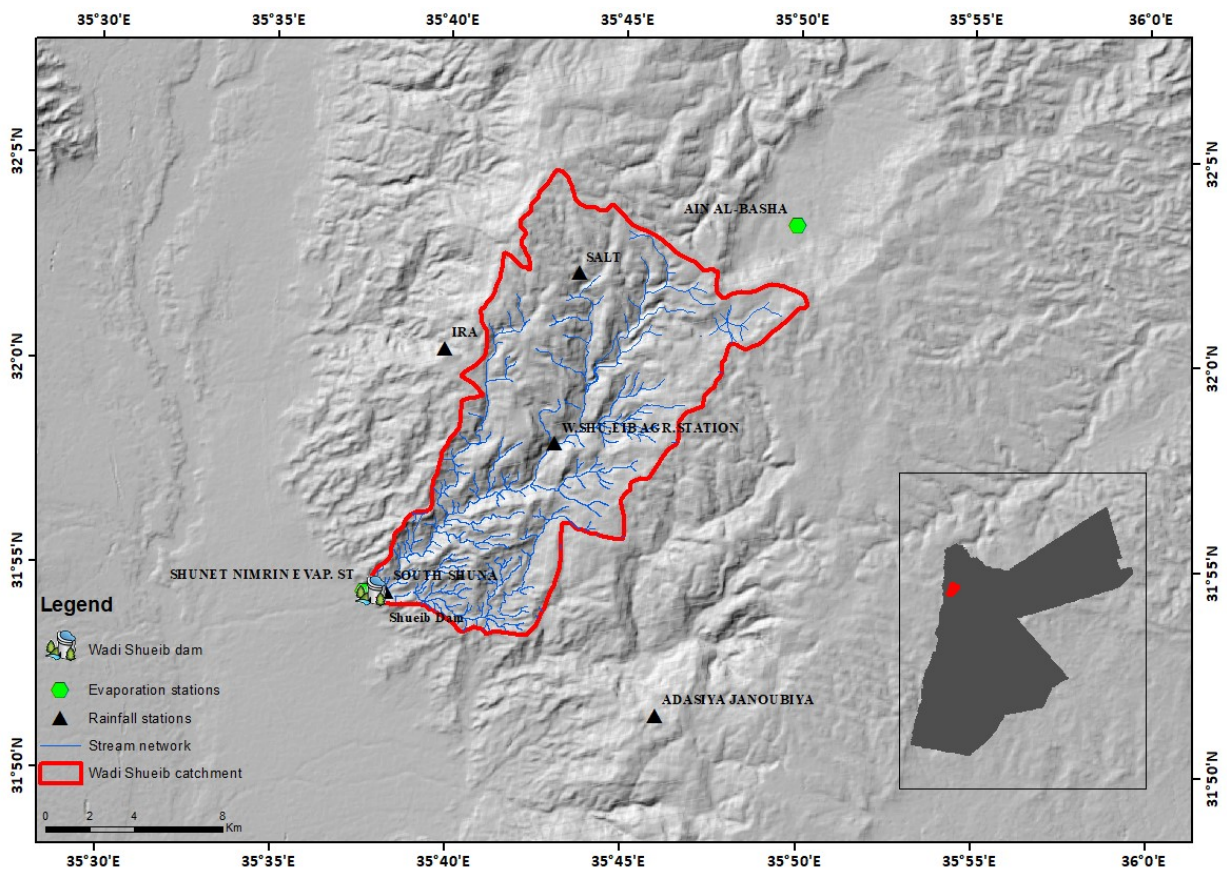 35°30'E 35°35'E 35°40'E 35°45'E 35°50'E 35°55'E 36°0'E
32°5'N 32°5'N
AIN AL-BASHA
SALT
IRA
32°0'N 32°0'N
W.SHU,EIB AGR.STATION
31°55'N 31°55'N
SHUNET NIMRIN EVAP. ST
SOUTH SHUNA
Shueib Dam
Legend
Wadi Shueib dam
Evaporation stations
Rainfall stations
Stream network
Wadi Shueib catchment
ADASIYA JANOUBIYA
31°50'N 31°50'N
0 2 4 8
Km
35°30'E 35°35'E 35°40'E 35°45'E 35°50'E 35°55'E 36°0'E